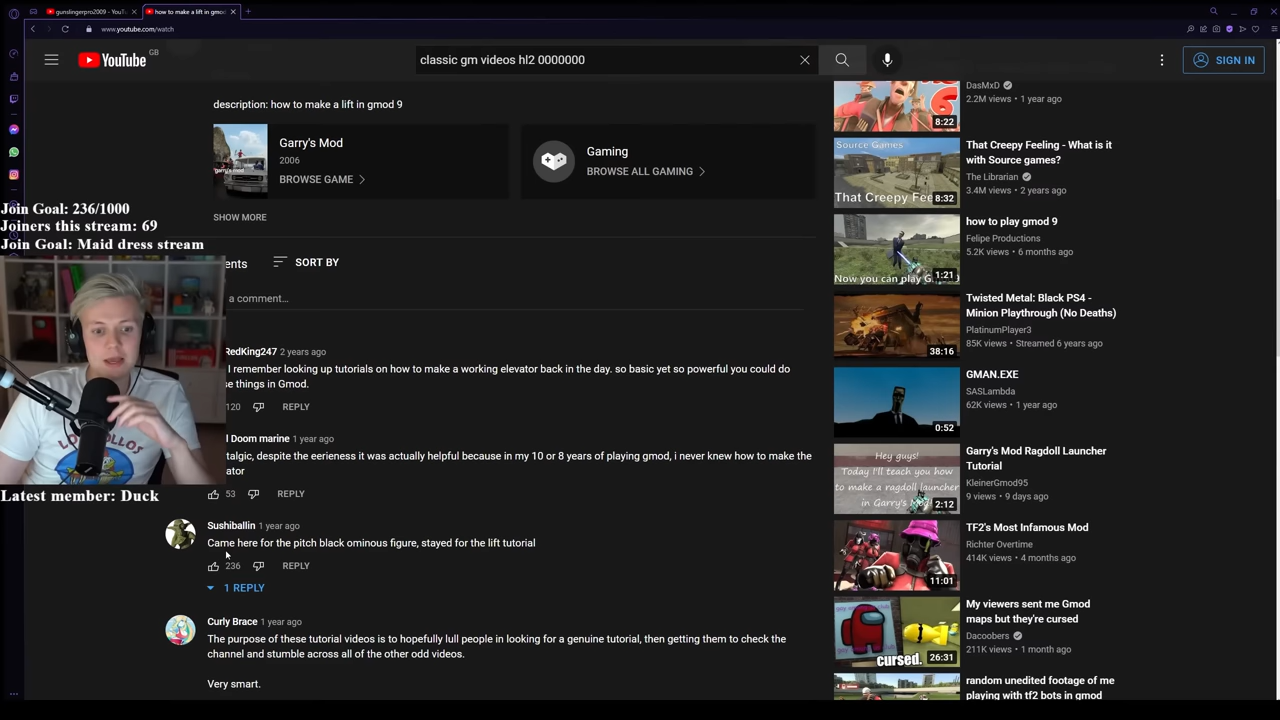 gunslingerpro2009 - YouT
how to make a lift in gmod
www.youtube.com/watch
YouTube GB
classic gm videos hl2 0000000
SIGN IN
description: how to make a lift in gmod 9
Garry's Mod
2006
BROWSE GAME
Gaming
BROWSE ALL GAMING
SHOW MORE
Join Goal: 236/1000
Joiners this stream: 69
Join Goal: Maid dress stream
Latest member: Duck
ents
SORT BY
a comment...
RedKing247 2 years ago
I remember looking up tutorials on how to make a working elevator back in the day. so basic yet so powerful you could do
se things in Gmod.
120 REPLY
l Doom marine 1 year ago
talgic, despite the eerieness it was actually helpful because in my 10 or 8 years of playing gmod, i never knew how to make the
ator
53 REPLY
Sushiballin 1 year ago
Came here for the pitch black ominous figure, stayed for the lift tutorial
236 REPLY
1 REPLY
Curly Brace 1 year ago
The purpose of these tutorial videos is to hopefully lull people in looking for a genuine tutorial, then getting them to check the
channel and stumble across all of the other odd videos.
Very smart.
DasMxD
2.2M views • 1 year ago
8:22
Source Games
That Creepy Fee
8:32
That Creepy Feeling - What is it
with Source games?
The Librarian
3.4M views • 2 years ago
Now you can play G
1:21
how to play gmod 9
Felipe Productions
5.2K views • 6 months ago
38:16
Twisted Metal: Black PS4 -
Minion Playthrough (No Deaths)
PlatinumPlayer3
85K views • Streamed 6 years ago
0:52
GMAN.EXE
SASLambda
62K views • 1 year ago
Hey guys!
Today I'll teach you how
to make a ragdoll launcher
in Garry's Mod
2:12
Garry's Mod Ragdoll Launcher
Tutorial
KleinerGmod95
9 views • 9 days ago
11:01
TF2's Most Infamous Mod
Richter Overtime
414K views • 4 months ago
cursed.
26:31
My viewers sent me Gmod
maps but they're cursed
Dacoobers
211K views • 1 month ago
random unedited footage of me
playing with tf2 bots in gmod